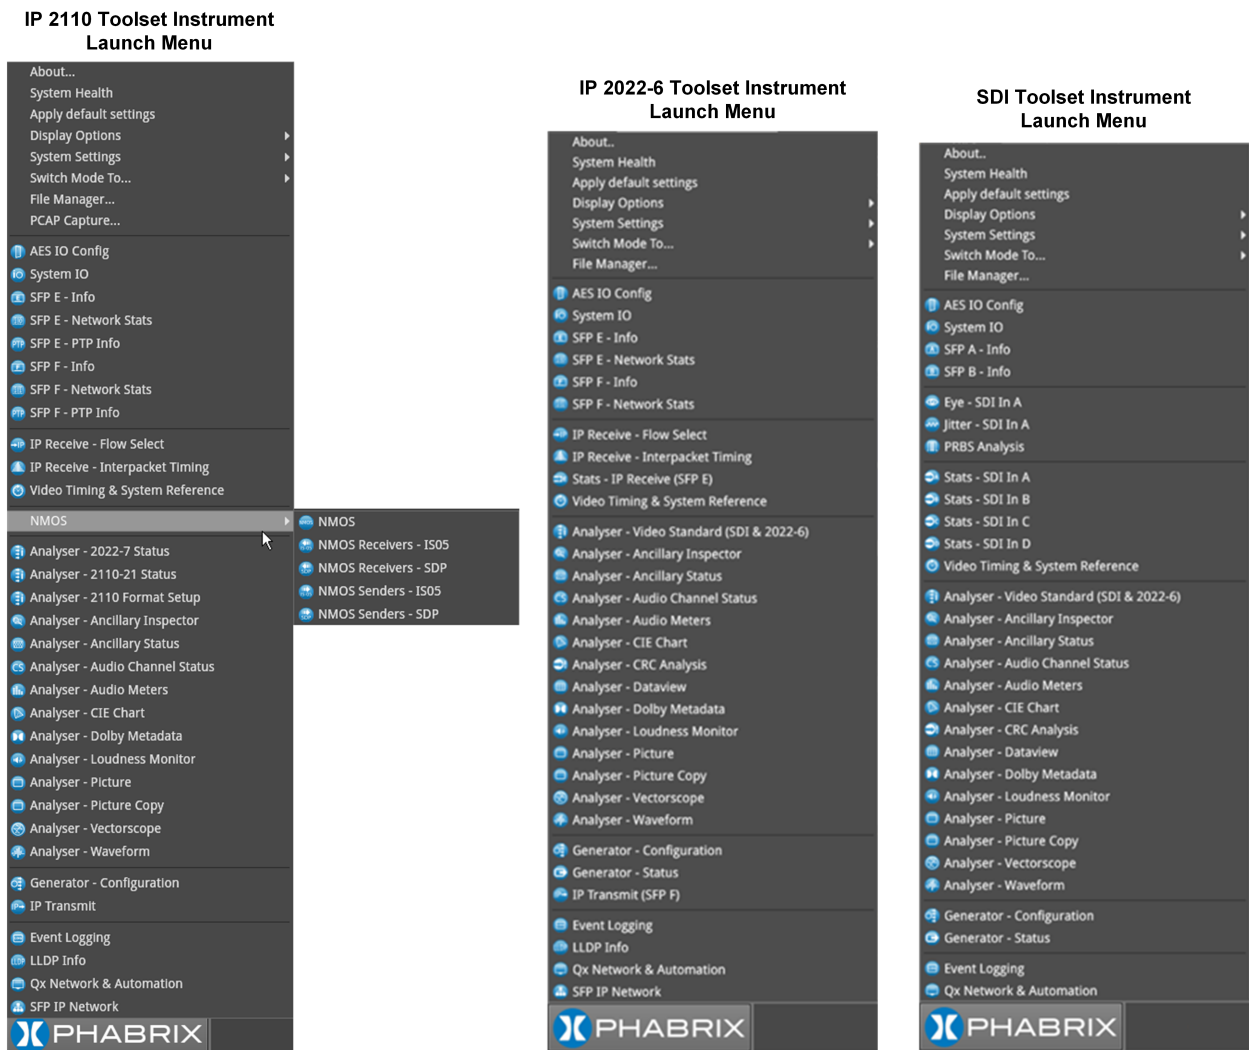 IP 2110 Toolset Instrument
Launch Menu
About...
System Health
Apply default settings
Display Options
System Settings
Switch Mode To...
File Manager...
PCAP Capture...
AES IO Config
System IO
SFP E - Info
SFP E - Network Stats
SFP E - PTP Info
SFP F - Info
SFP F - Network Stats
SFP F - PTP Info
IP Receive - Flow Select
IP Receive - Interpacket Timing
Video Timing & System Reference
NMOS
Analyser - 2022-7 Status
Analyser - 2110-21 Status
Analyser - 2110 Format Setup
Analyser - Ancillary Inspector
Analyser - Ancillary Status
Analyser - Audio Channel Status
Analyser - Audio Meters
Analyser - CIE Chart
Analyser - Dolby Metadata
Analyser - Loudness Monitor
Analyser - Picture
Analyser - Picture Copy
Analyser - Vectorscope
Analyser - Waveform
Generator - Configuration
IP Transmit
Event Logging
LLDP Info
Qx Network & Automation
SFP IP Network
PHABRIX
NMOS
NMOS Receivers - IS05
NMOS Receivers - SDP
NMOS Senders - IS05
NMOS Senders - SDP
IP 2022-6 Toolset Instrument
Launch Menu
About..
System Health
Apply default settings
Display Options
System Settings
Switch Mode To...
File Manager...
AES IO Config
System IO
SFP E - Info
SFP E - Network Stats
SFP F - Info
SFP F - Network Stats
IP Receive - Flow Select
IP Receive - Interpacket Timing
Stats - IP Receive (SFP E)
Video Timing & System Reference
Analyser - Video Standard (SDI & 2022-6)
Analyser - Ancillary Inspector
Analyser - Ancillary Status
Analyser - Audio Channel Status
Analyser - Audio Meters
Analyser - CIE Chart
Analyser - CRC Analysis
Analyser - Dataview
Analyser - Dolby Metadata
Analyser - Loudness Monitor
Analyser - Picture
Analyser - Picture Copy
Analyser - Vectorscope
Analyser - Waveform
Generator - Configuration
Generator - Status
IP Transmit (SFP F)
Event Logging
LLDP Info
Qx Network & Automation
SFP IP Network
PHABRIX
SDI Toolset Instrument
Launch Menu
About..
System Health
Apply default settings
Display Options
System Settings
Switch Mode To...
File Manager...
AES IO Config
System IO
SFP A - Info
SFP B - Info
Eye - SDI In A
Jitter - SDI In A
PRBS Analysis
Stats - SDI In A
Stats - SDI In B
Stats - SDI In C
Stats - SDI In D
Video Timing & System Reference
Analyser - Video Standard (SDI & 2022-6)
Analyser - Ancillary Inspector
Analyser - Ancillary Status
Analyser - Audio Channel Status
Analyser - Audio Meters
Analyser - CIE Chart
Analyser - CRC Analysis
Analyser - Dataview
Analyser - Dolby Metadata
Analyser - Loudness Monitor
Analyser - Picture
Analyser - Picture Copy
Analyser - Vectorscope
Analyser - Waveform
Generator - Configuration
Generator - Status
Event Logging
Qx Network & Automation
PHABRIX